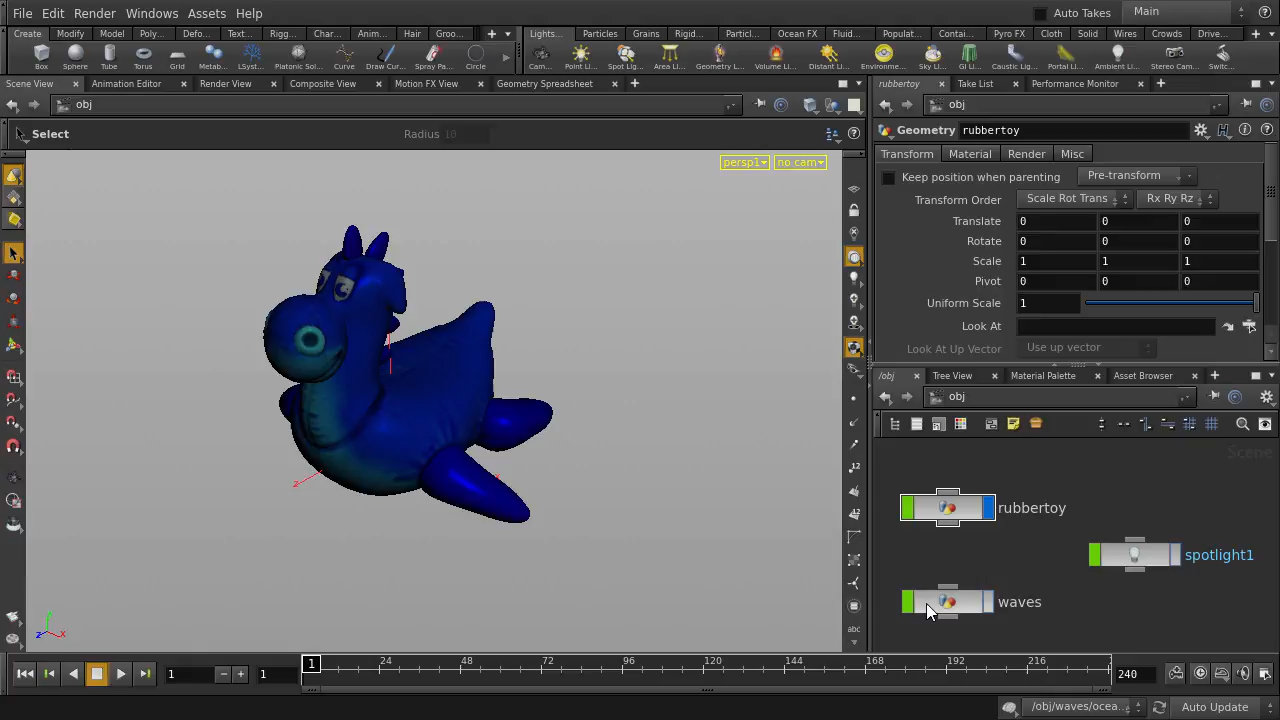 File Edit Render Windows Assets Help Auto Takes Main
Create Modify Model Poly... Defo... Text... Rigg... Char... Anim... Hair Groo... Lights... Particles Grains Rigid... Particl... Ocean FX Fluid... Populat... Contai... Pyro FX Cloth Solid Wires Crowds Drive...
Box Sphere Tube Torus Grid Metab... LSyst... Platonic Sol... Curve Draw Cur... Spray Pa... Circle Cam... Point Li... Spot Lig... Area Li... Geometry L... Volume Li... Distant Li... Environme... Sky Li... GI Li... Caustic Lig... Portal Li... Ambient Li... Stereo Cam... Switc...
Scene View Animation Editor Render View Composite View Motion FX View Geometry Spreadsheet rubbertoy Take List Performance Monitor
obj obj
Select Radius 10
Geometry rubbertoy
persp1 no cam
Transform Material Render Misc
Keep position when parenting Pre-transform
Transform Order Scale Rot Trans Rx Ry Rz
Translate 0 0 0
Rotate 0 0 0
Scale 1 1 1
Pivot 0 0 0
Uniform Scale 1
Look At
Look At Up Vector Use up vector
/obj Tree View Material Palette Asset Browser
obj
Scene
rubbertoy
spotlight1
waves
z
x
y
z x
12
12
abc
1 1 1 24 48 72 96 120 144 168 192 216 240
/obj/waves/ocea... Auto Update